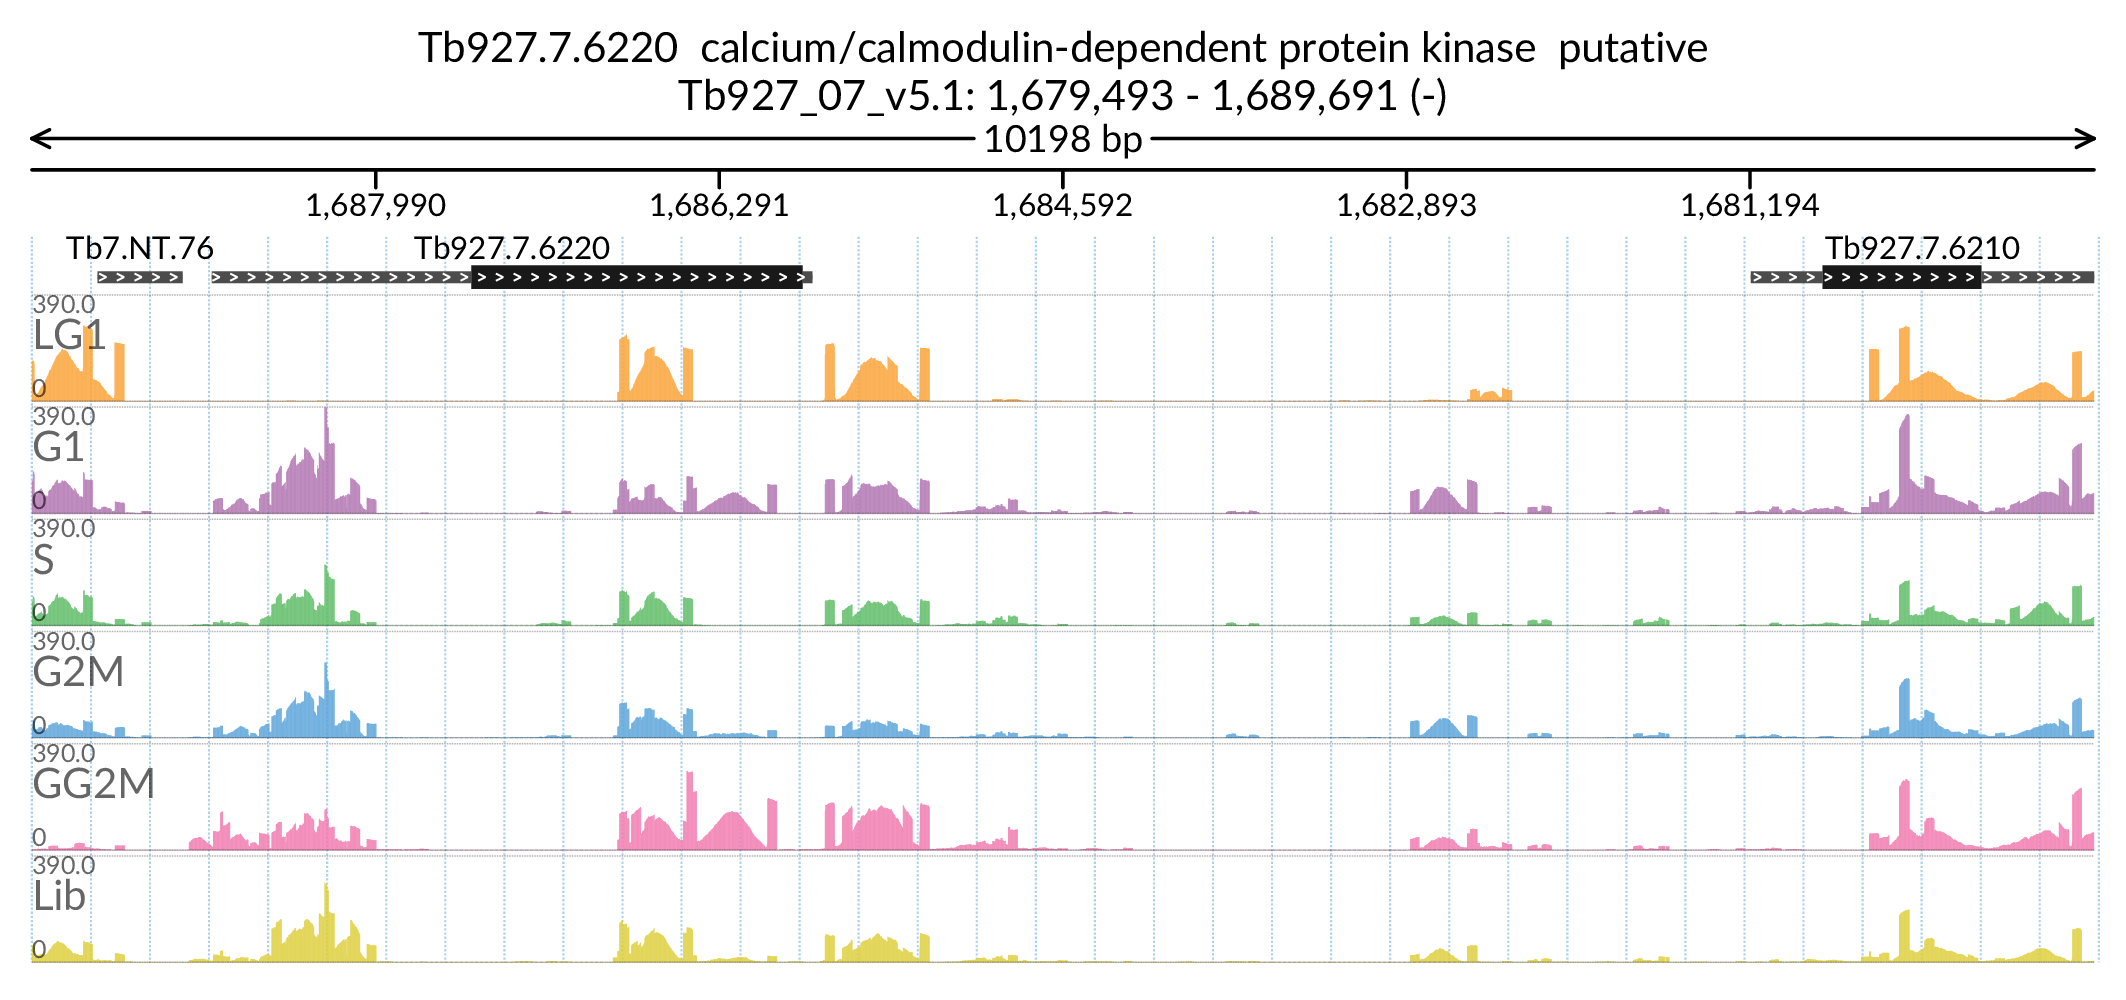 Tb927.7.6220 calcium/calmodulin-dependent protein kinase putative
Tb927_07_v5.1: 1,679,493 - 1,689,691 (-)
10198 bp
1,687,990 1,686,291 1,684,592 1,682,893 1,681,194
Tb7.NT.76 Tb927.7.6220 Tb927.7.6210
390.0
LG1
0
390.0
G1
0
390.0
S
0
390.0
G2M
0
390.0
GG2M
0
390.0
Lib
0